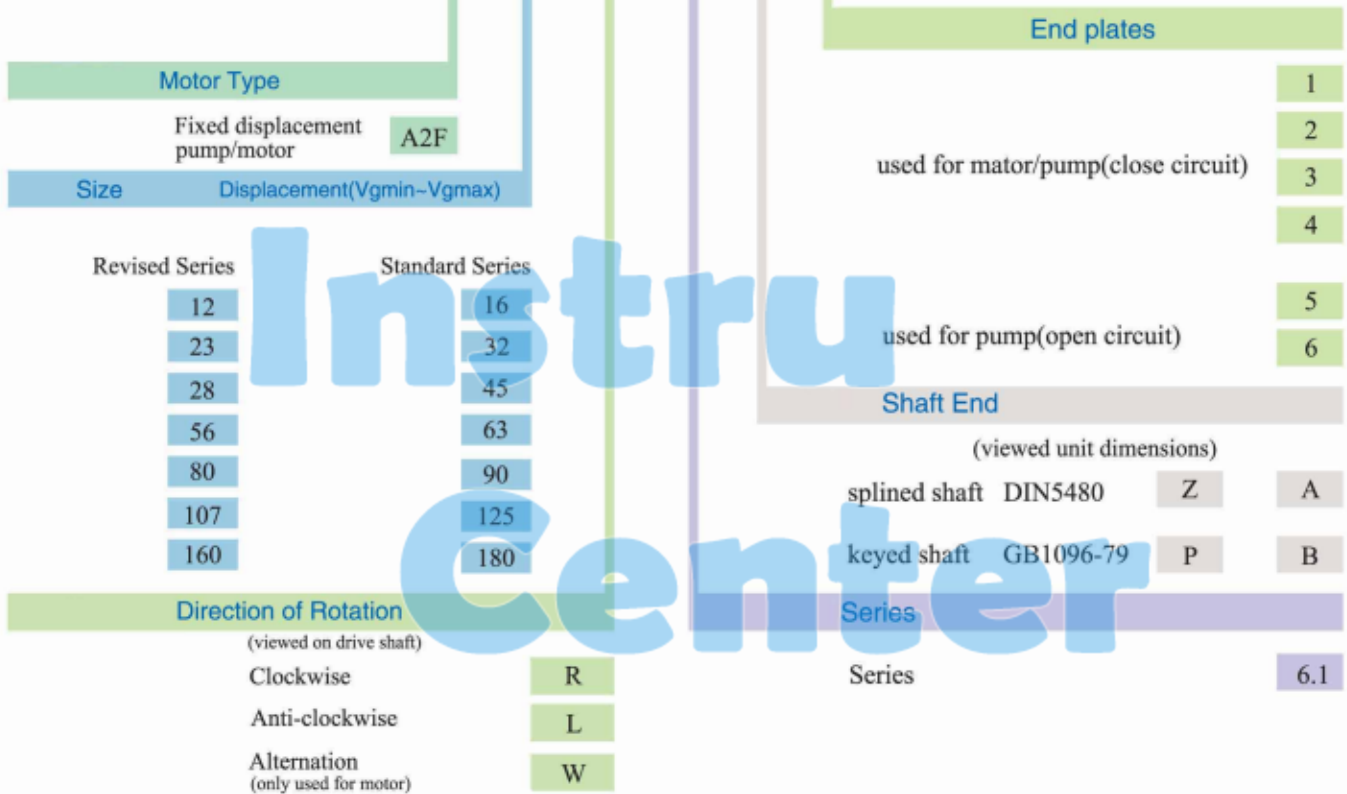 Motor Type
Fixed displacement
pump/motor
A2F
Size Displacement(Vgmin~Vgmax)
Revised Series Standard Series
12 16
23 32
28 45
56 63
80 90
107 125
160 180
Direction of Rotation
(viewed on drive shaft)
Clockwise R
Anti-clockwise L
Alternation
(only used for motor)
W
End plates
1
2
used for mator/pump(close circuit)
3
4
5
used for pump(open circuit)
6
Shaft End
(viewed unit dimensions)
splined shaft DIN5480 Z A
keyed shaft GB1096-79 P B
Series
Series 6.1
Instru
Center